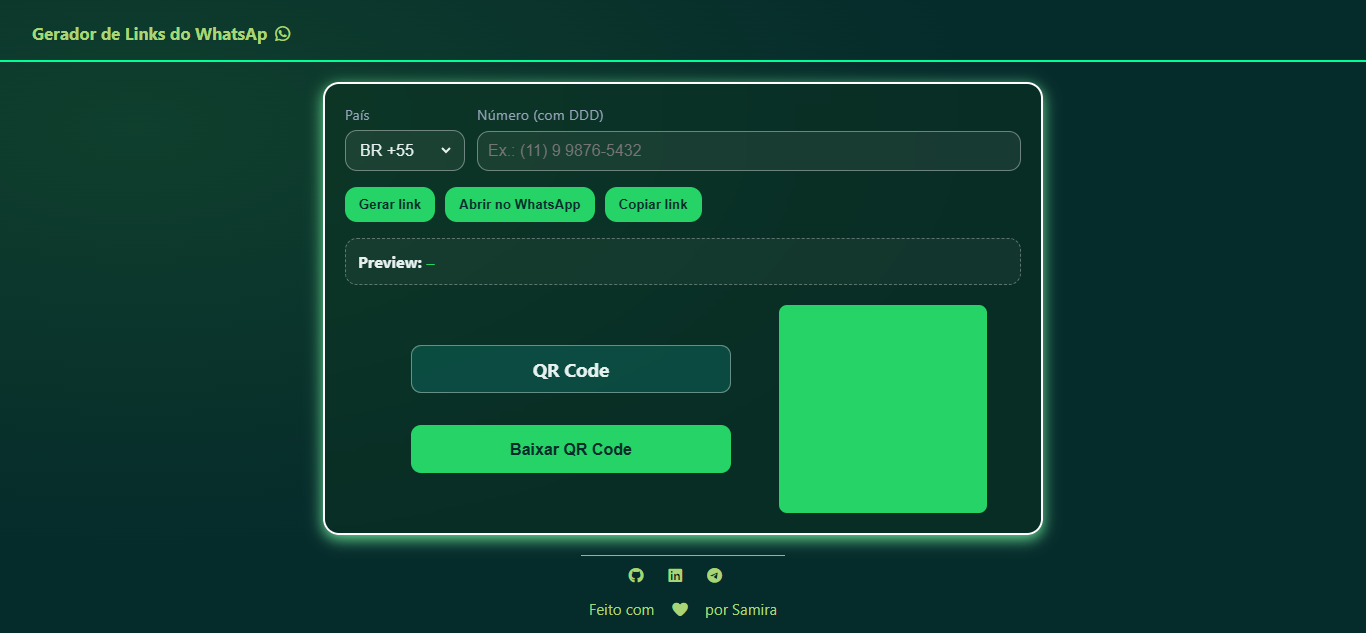 Gerador de Links do WhatsAp
País
Número (com DDD)
BR +55
Ex.: (11) 9 9876-5432
Gerar link
Abrir no WhatsApp
Copiar link
Preview: –
QR Code
Baixar QR Code
Feito com por Samira